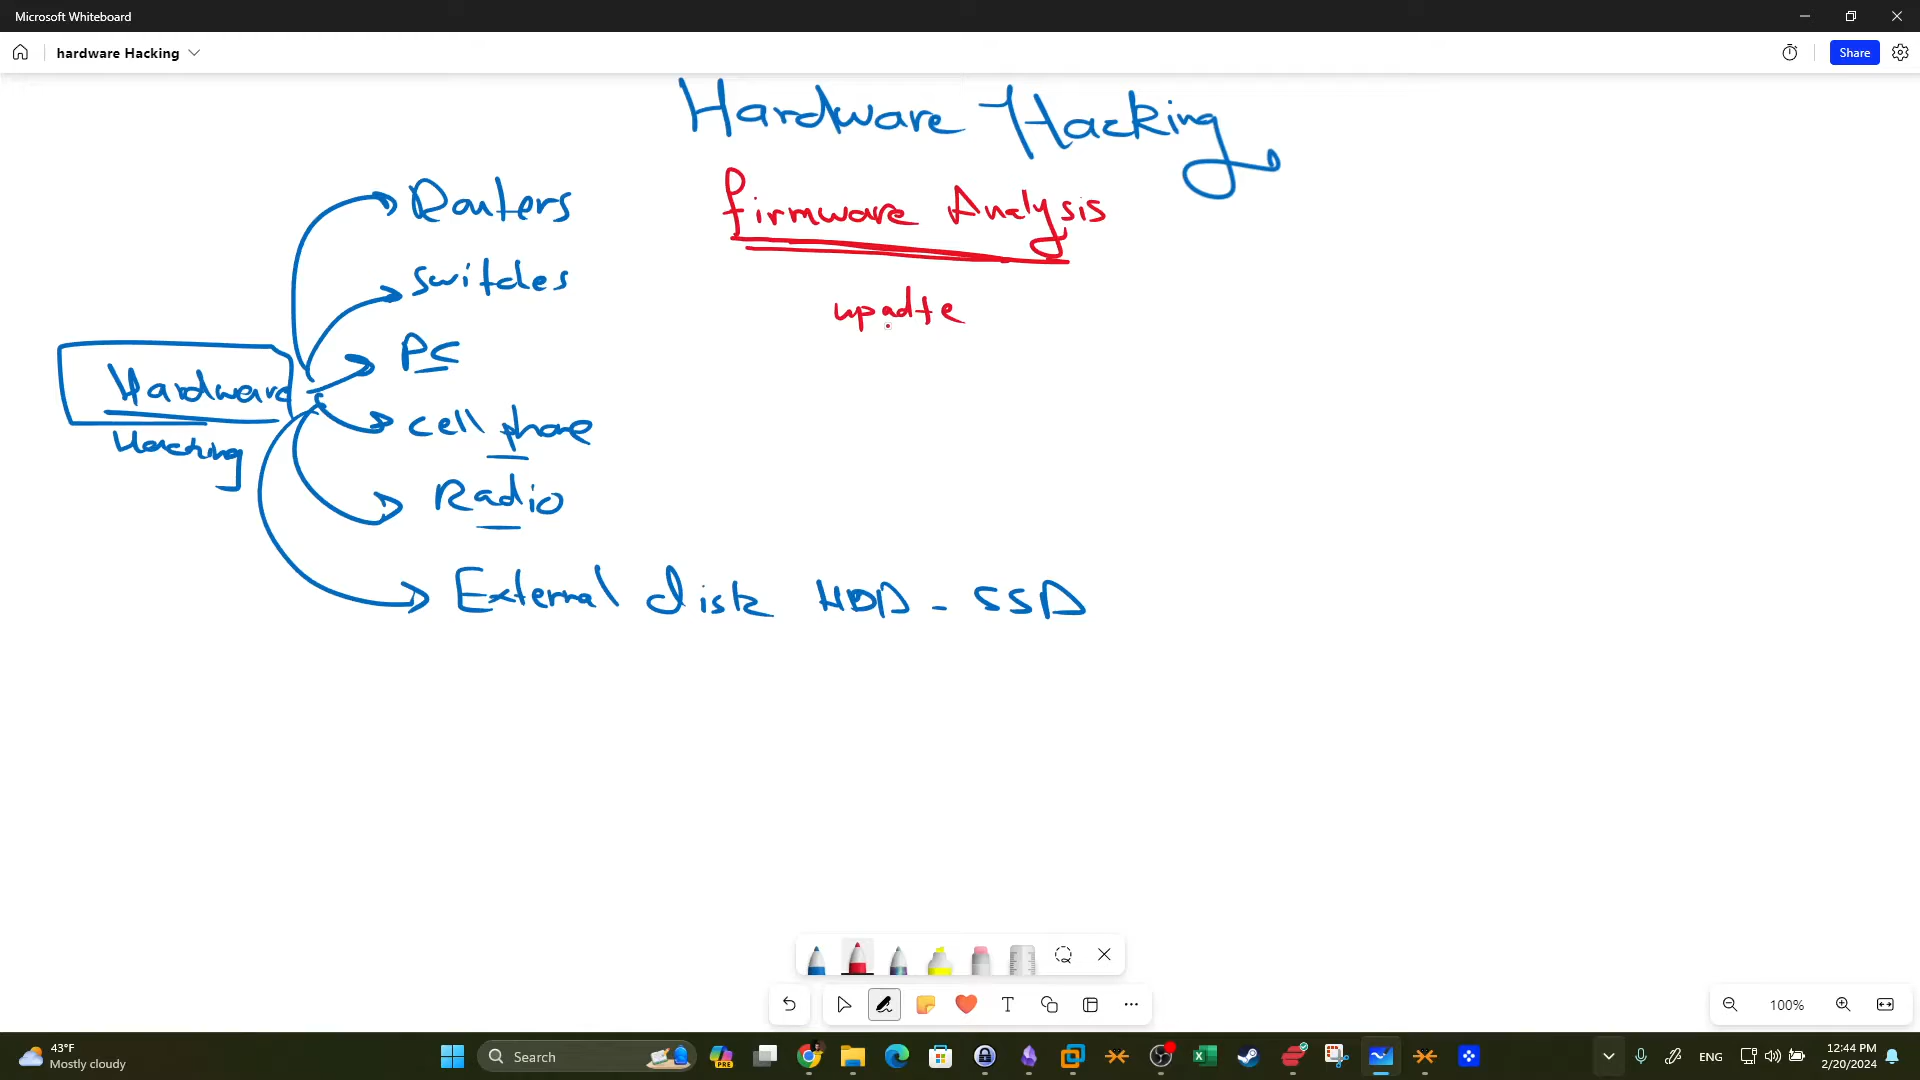 Microsoft Whiteboard
hardware Hacking
Share
Hardware Hacking
firmware Analysis
upadte
Routers
switches
PC
Hardware
Hacking
cell phone
Radio
External disk HDD - SSD
T
100%
43°F
Mostly cloudy
Search
PRE
ENG
12:44 PM
2/20/2024